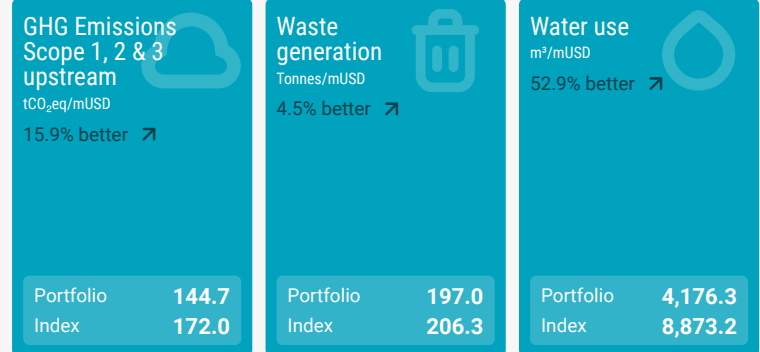 GHG Emissions
Scope 1, 2 & 3
upstream
tCO₂eq/mUSD
15.9% better
Portfolio 144.7
Index 172.0
Waste
generation
Tonnes/mUSD
4.5% better
Portfolio 197.0
Index 206.3
Water use
m³/mUSD
52.9% better
Portfolio 4,176.3
Index 8,873.2